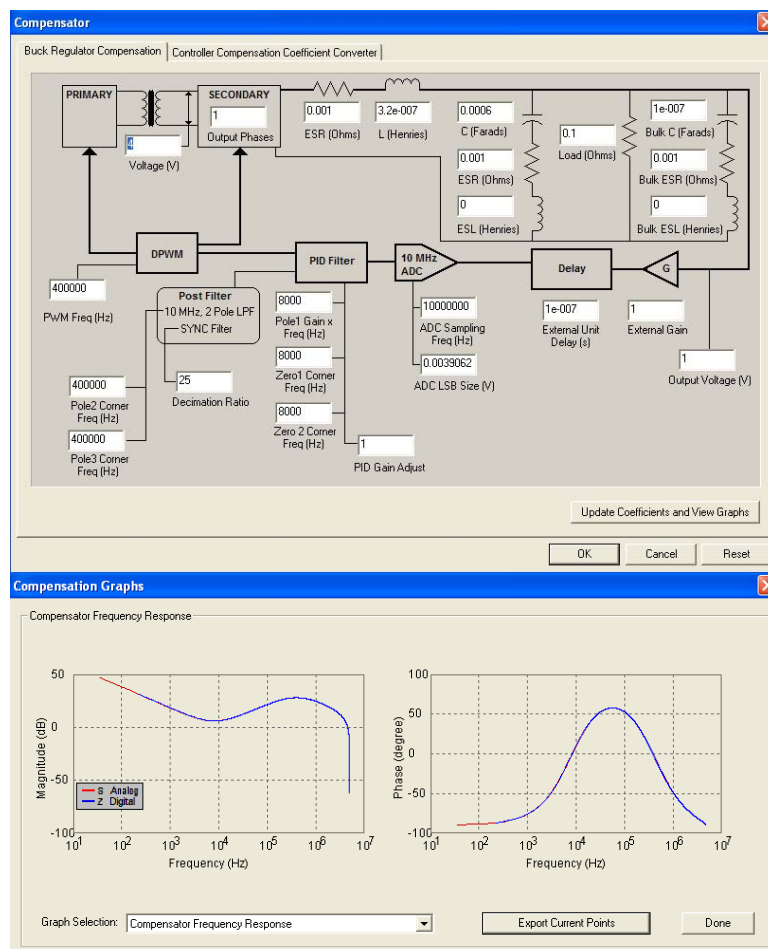 Compensator
Buck Regulator Compensation
Controller Compensation Coefficient Converter
PRIMARY
SECONDARY
1
Output Phases
4
Voltage (V)
0.001
ESR (Ohms)
3.2e-007
L (Henries)
0.0006
C (Farads)
0.001
ESR (Ohms)
0
ESL (Henries)
0.1
Load (Ohms)
1e-007
Bulk C (Farads)
0.001
Bulk ESR (Ohms)
0
Bulk ESL (Henries)
DPWM
PID Filter
10 MHz
ADC
Delay
G
400000
PWM Freq (Hz)
Post Filter
10 MHz, 2 Pole LPF
SYNC Filter
8000
Pole1 Gain x
Freq (Hz)
10000000
ADC Sampling
Freq (Hz)
1e-007
External Unit
Delay (s)
1
External Gain
8000
Zero1 Corner
Freq (Hz)
0.0039062
ADC LSB Size (V)
1
Output Voltage (V)
400000
Pole2 Corner
Freq (Hz)
25
Decimation Ratio
8000
Zero 2 Corner
Freq (Hz)
400000
Pole3 Corner
Freq (Hz)
1
PID Gain Adjust
Update Coefficients and View Graphs
OK
Cancel
Reset
Compensation Graphs
Compensator Frequency Response
50
0
-50
-100
Magnitude (dB)
S Analog
Z Digital
10^1 10^2 10^3 10^4 10^5 10^6 10^7
Frequency (Hz)
100
50
0
-50
-100
Phase (degree)
10^1 10^2 10^3 10^4 10^5 10^6 10^7
Frequency (Hz)
Graph Selection:
Compensator Frequency Response
Export Current Points
Done